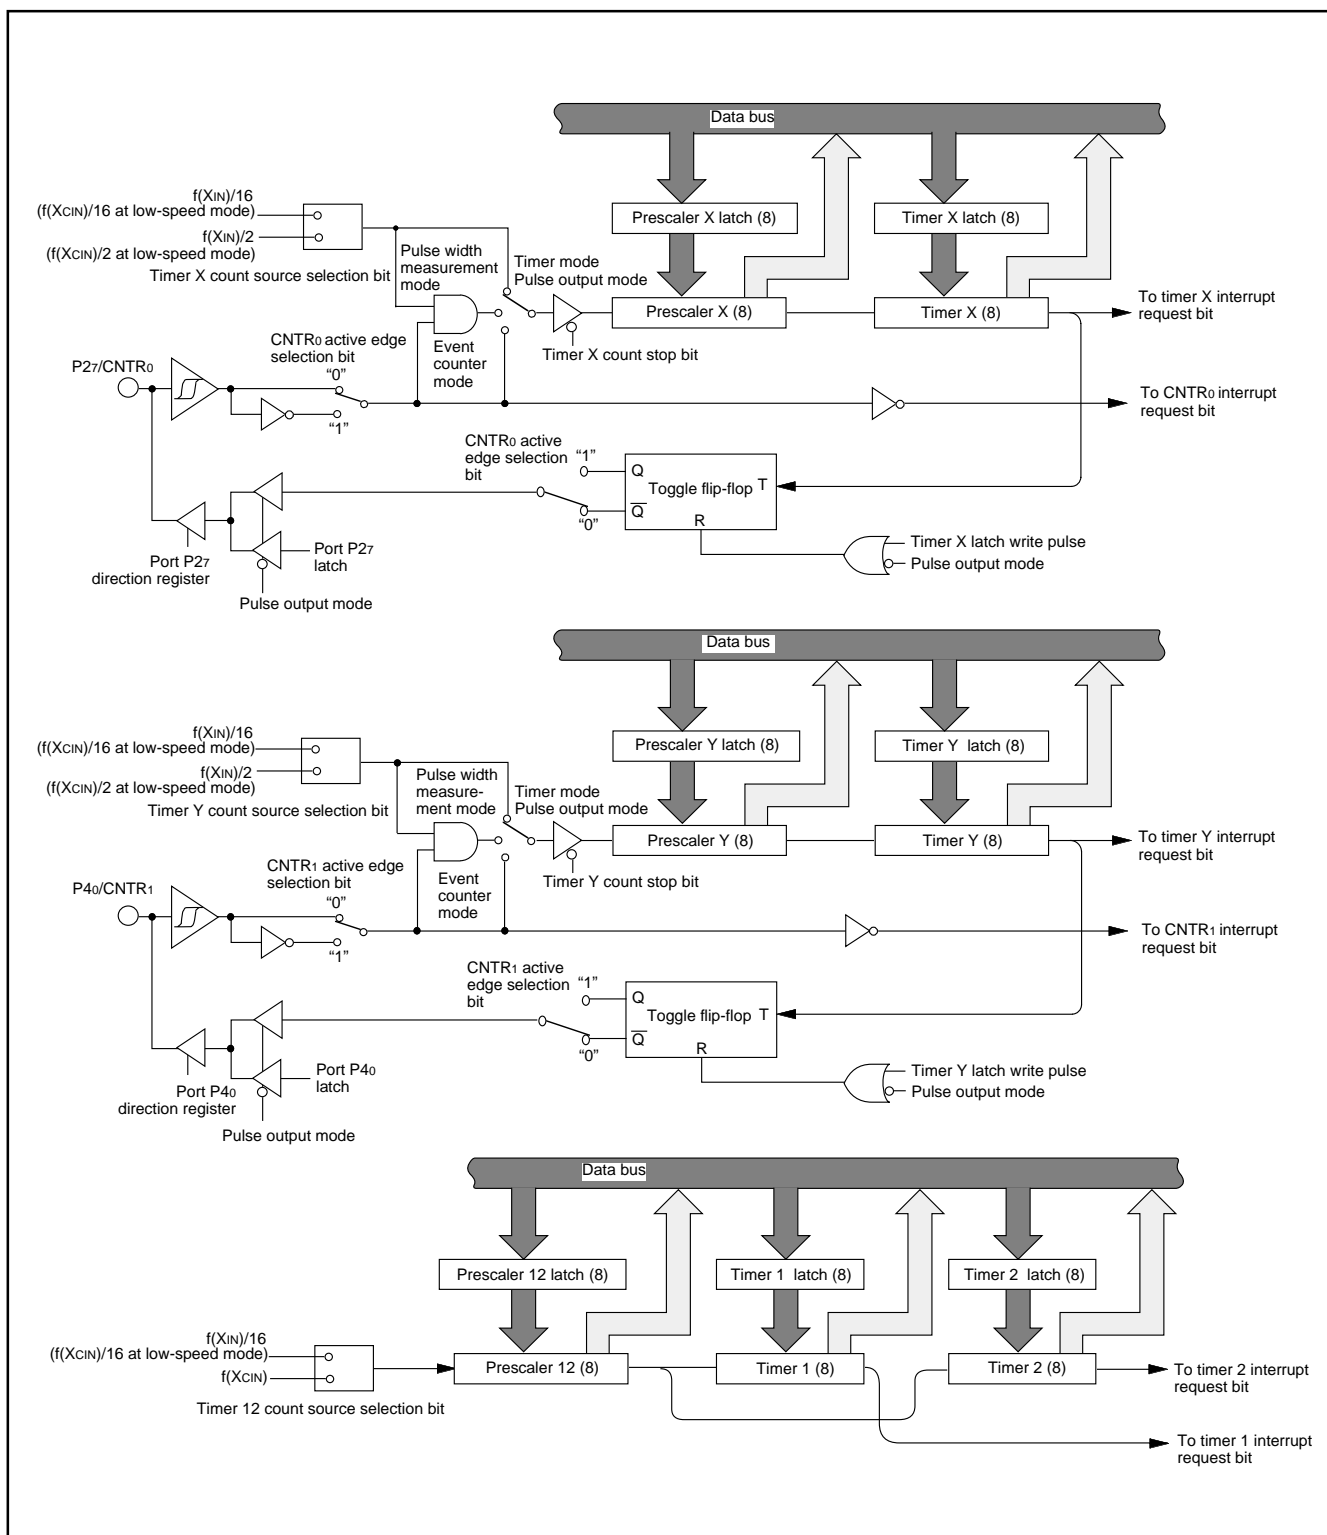 Data bus
f(XIN)/16
(f(XCIN)/16 at low-speed mode)
f(XIN)/2
(f(XCIN)/2 at low-speed mode)
Timer X count source selection bit
Pulse width
measurement
mode
Timer mode
Pulse output mode
Prescaler X latch (8)
Timer X latch (8)
Prescaler X (8)
Timer X (8)
To timer X interrupt
request bit
Timer X count stop bit
Event
counter
mode
CNTR0 active edge
selection bit
P27/CNTR0
“0”
“1”
To CNTR0 interrupt
request bit
CNTR0 active
edge selection
bit
“1”
“0”
Q
Q
Toggle flip-flop
T
R
Timer X latch write pulse
Pulse output mode
Port P27
latch
Port P27
direction register
Pulse output mode
Data bus
f(XIN)/16
(f(XCIN)/16 at low-speed mode)
f(XIN)/2
(f(XCIN)/2 at low-speed mode)
Timer Y count source selection bit
Pulse width
measure-
ment mode
Timer mode
Pulse output mode
Prescaler Y latch (8)
Timer Y latch (8)
Prescaler Y (8)
Timer Y (8)
To timer Y interrupt
request bit
Timer Y count stop bit
Event
counter
mode
CNTR1 active edge
selection bit
P40/CNTR1
“0”
“1”
To CNTR1 interrupt
request bit
CNTR1 active
edge selection
bit
“1”
“0”
Q
Q
Toggle flip-flop
T
R
Timer Y latch write pulse
Pulse output mode
Port P40
latch
Port P40
direction register
Pulse output mode
Data bus
Prescaler 12 latch (8)
Timer 1 latch (8)
Timer 2 latch (8)
f(XIN)/16
(f(XCIN)/16 at low-speed mode)
f(XCIN)
Timer 12 count source selection bit
Prescaler 12 (8)
Timer 1 (8)
Timer 2 (8)
To timer 2 interrupt
request bit
To timer 1 interrupt
request bit